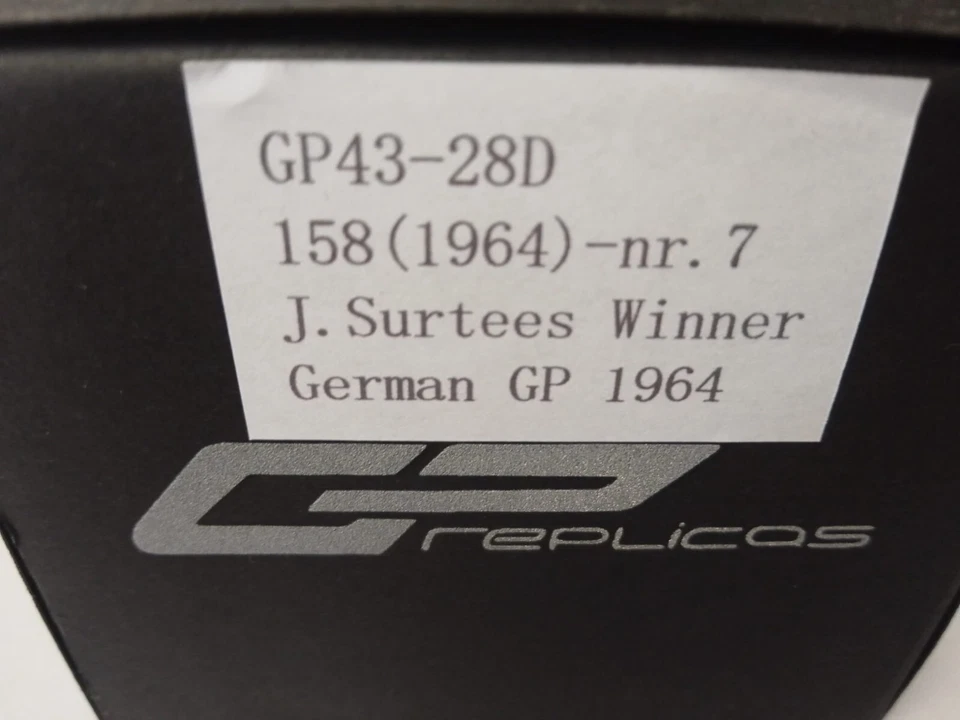 GP43-28D
158(1964)-nr.7
J.Surtees Winner
German GP 1964
GP replicas